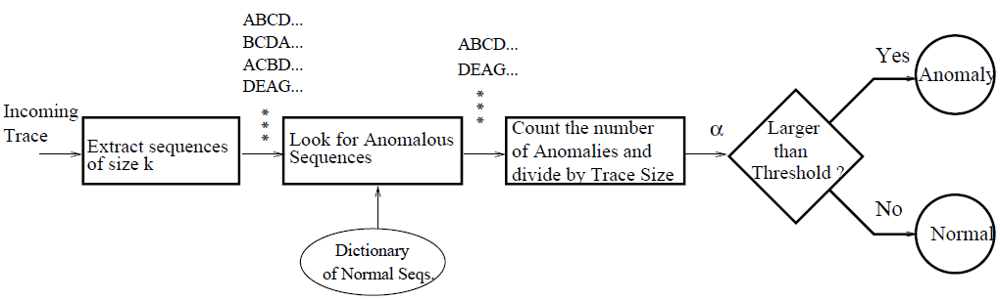 Incoming
Trace
Extract sequences
of size k
ABCD...
BCDA...
ACBD...
DEAG...
***
Look for Anomalous
Sequences
Dictionary
of Normal Seqs.
ABCD...
DEAG...
***
Count the number
of Anomalies and
divide by Trace Size
α
Larger
than
Threshold ?
Yes
Anomaly
No
Normal